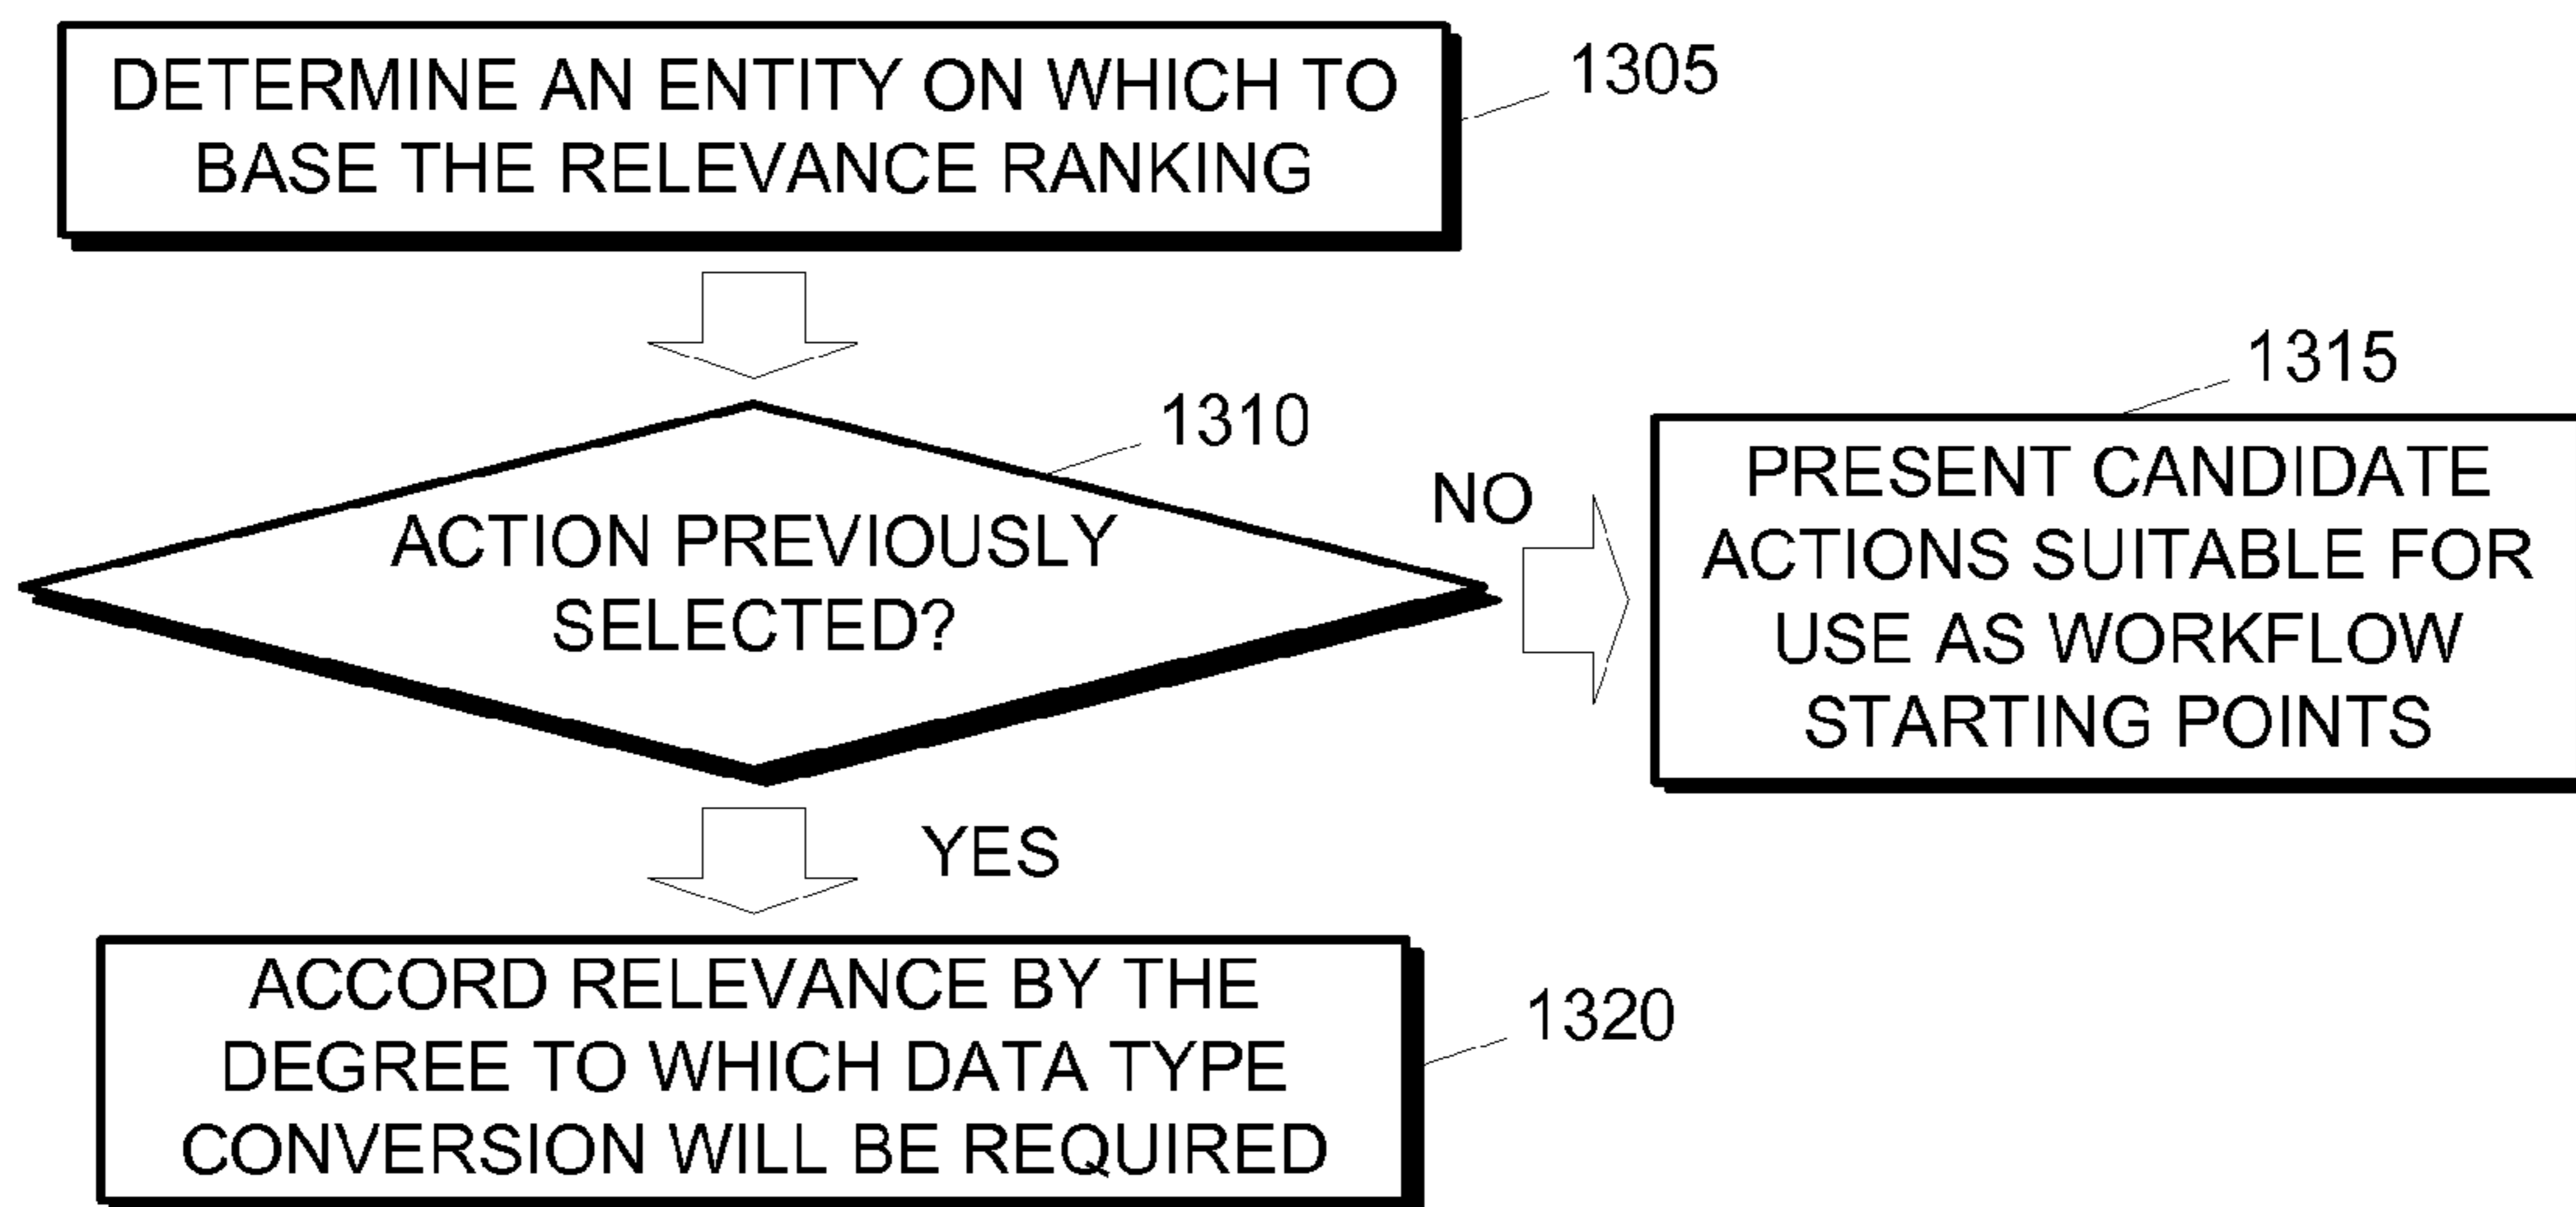 DETERMINE AN ENTITY ON WHICH TO
BASE THE RELEVANCE RANKING
1305
1310
ACTION PREVIOUSLY
SELECTED?
NO
1315
PRESENT CANDIDATE
ACTIONS SUITABLE FOR
USE AS WORKFLOW
STARTING POINTS
YES
ACCORD RELEVANCE BY THE
DEGREE TO WHICH DATA TYPE
CONVERSION WILL BE REQUIRED
1320